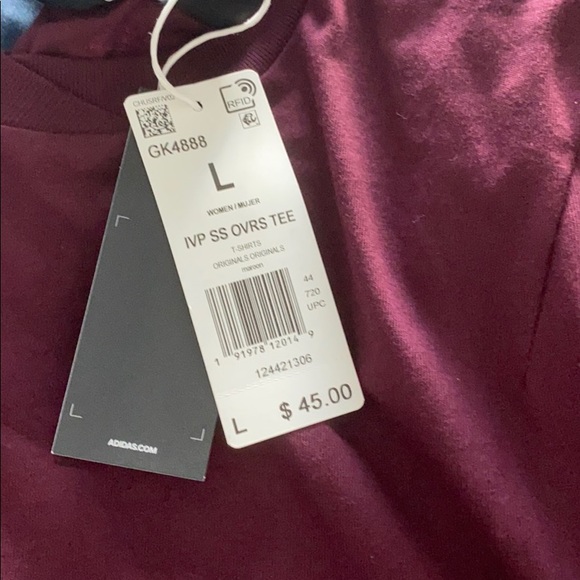 RFID
GK4888
L
WOMEN / MUJER
IVP SS OVRS TEE
T-SHIRTS
ORIGINALS ORIGINALS
maroon
44
720
UPC
1 91978 12014 9
124421306
L $ 45.00
ADIDAS.COM